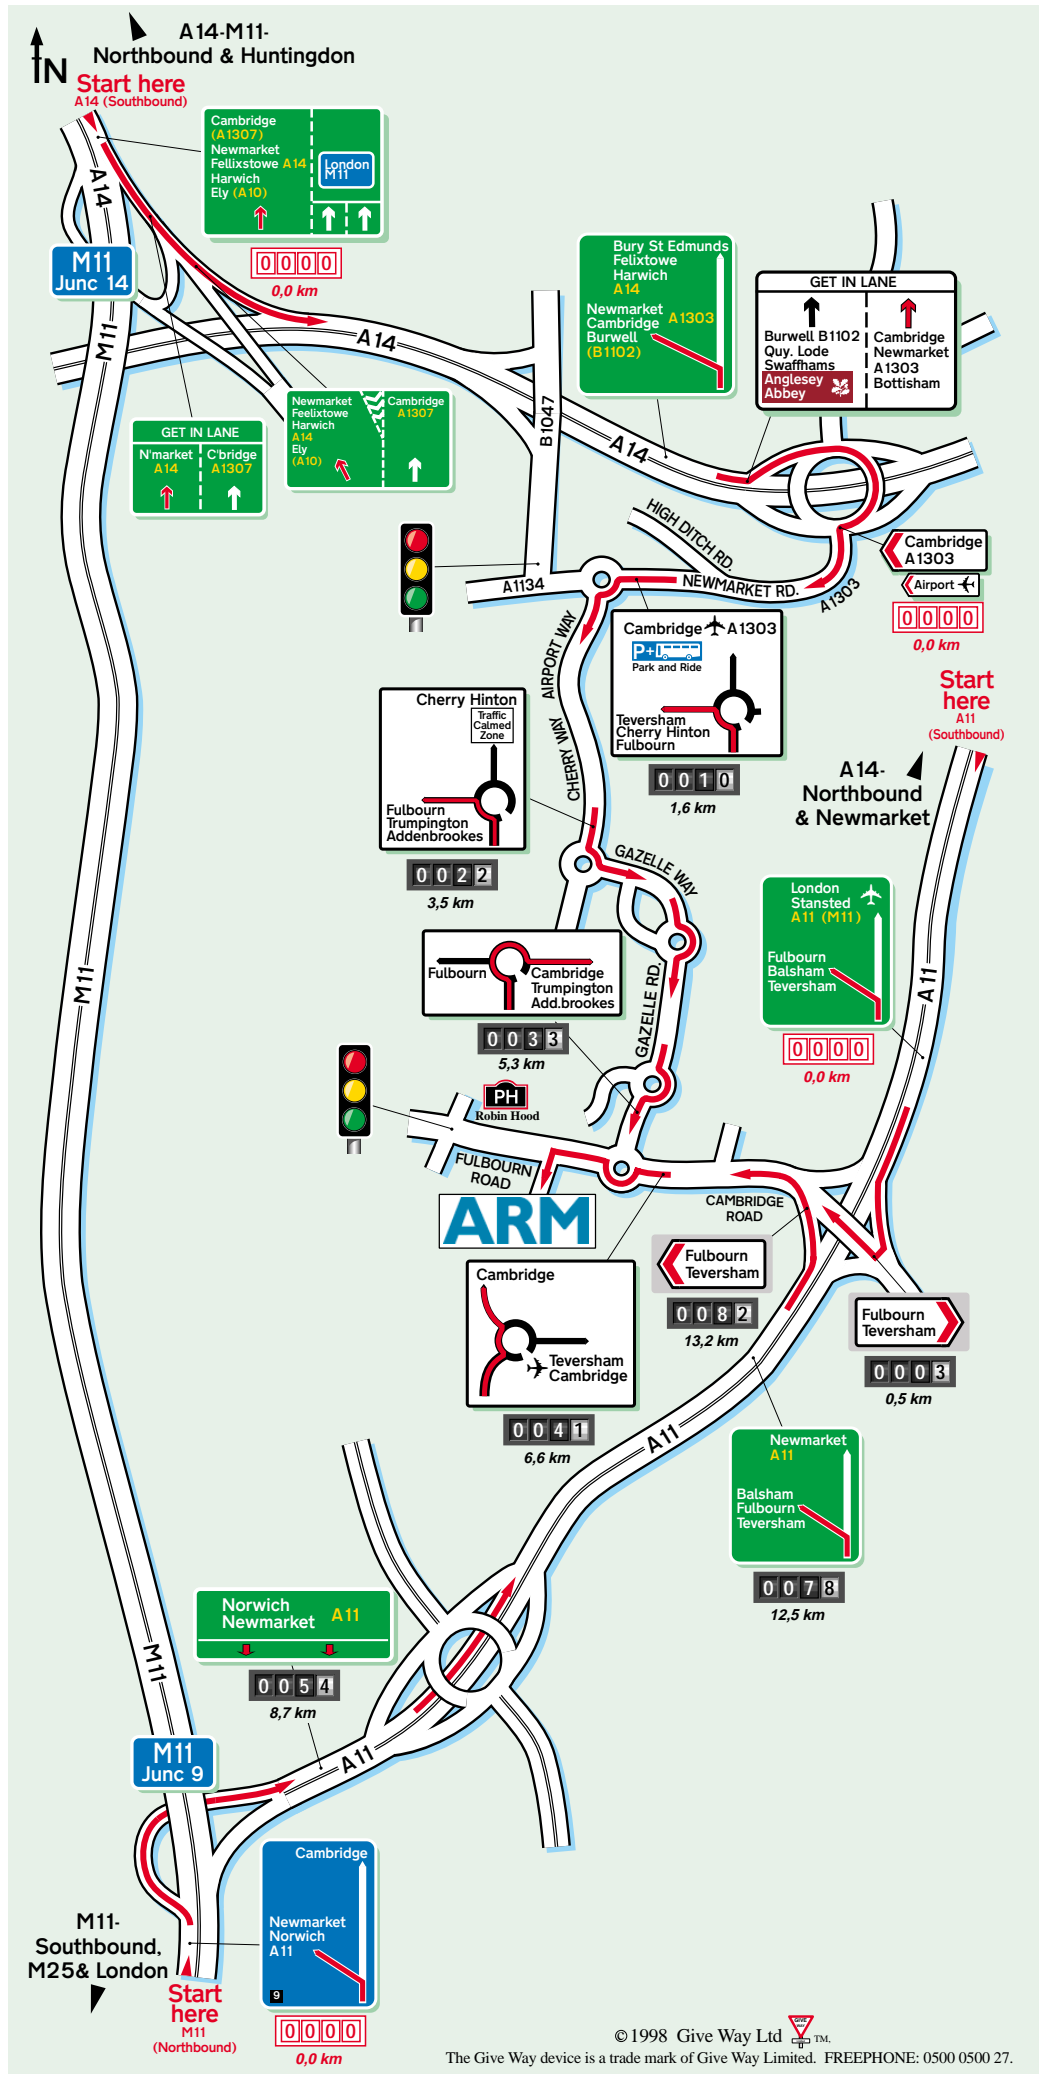 A14-M11-
Northbound & Huntingdon
N
Start here
A14 (Southbound)
Cambridge
(A1307)
Newmarket
Fellixstowe A14
Harwich
Ely (A10)
London
M11
0000
0,0 km
A14
M11
Junc 14
M11
A14
GET IN LANE
N'market
A14
C'bridge
A1307
Newmarket
Feelixtowe
Harwich
A14
Ely
(A10)
Cambridge
A1307
B1047
A14
Bury St Edmunds
Felixtowe
Harwich
A14
Newmarket
Cambridge
Burwell
(B1102)
A1303
GET IN LANE
Burwell B1102
Quy. Lode
Swaffhams
Anglesey
Abbey
Cambridge
Newmarket
A1303
Bottisham
HIGH DITCH RD.
NEWMARKET RD.
A1303
A1134
Cambridge
A1303
Airport
0000
0,0 km
AIRPORT WAY
Cambridge A1303
P+
Park and Ride
Teversham
Cherry Hinton
Fulbourn
0010
1,6 km
Start
here
A11
(Southbound)
A14-
Northbound
& Newmarket
Cherry Hinton
Traffic
Calmed
Zone
Fulbourn
Trumpington
Addenbrookes
0022
3,5 km
CHERRY WAY
GAZELLE WAY
London
Stansted
A11 (M11)
Fulbourn
Balsham
Teversham
0000
0,0 km
A11
M11
Fulbourn
Cambridge
Trumpington
Add.brookes
0033
5,3 km
GAZELLE RD.
PH
Robin Hood
FULBOURN
ROAD
ARM
CAMBRIDGE
ROAD
Fulbourn
Teversham
0082
13,2 km
Fulbourn
Teversham
0003
0,5 km
Cambridge
Teversham
Cambridge
0041
6,6 km
A11
Newmarket
A11
Balsham
Fulbourn
Teversham
0078
12,5 km
Norwich
Newmarket A11
0054
8,7 km
M11
M11
Junc 9
A11
Cambridge
Newmarket
Norwich
A11
9
0000
0,0 km
M11-
Southbound,
M25& London
Start
here
M11
(Northbound)
©1998 Give Way Ltd GIVE WAY TM.
The Give Way device is a trade mark of Give Way Limited. FREEPHONE: 0500 0500 27.